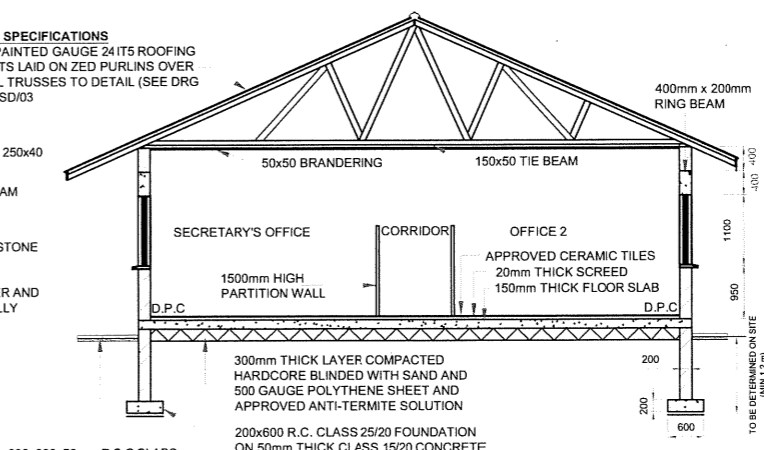 SPECIFICATIONS
PAINTED GAUGE 24 IT5 ROOFING
TS LAID ON ZED PURLINS OVER
L TRUSSES TO DETAIL (SEE DRG
SD/03
400mm x 200mm
RING BEAM
250x40
50x50 BRANDERING
150x50 TIE BEAM
400
400
AM
SECRETARY'S OFFICE
CORRIDOR
OFFICE 2
1100
STONE
APPROVED CERAMIC TILES
20mm THICK SCREED
150mm THICK FLOOR SLAB
1500mm HIGH
PARTITION WALL
950
ER AND
LLY
D.P.C
D.P.C
TO BE DETERMINED ON SITE
(MIN 1.2 m)
300mm THICK LAYER COMPACTED
HARDCORE BLINDED WITH SAND AND
500 GAUGE POLYTHENE SHEET AND
APPROVED ANTI-TERMITE SOLUTION
200
200
600
200x600 R.C. CLASS 25/20 FOUNDATION
ON 50mm THICK CLASS 15/20 CONCRETE